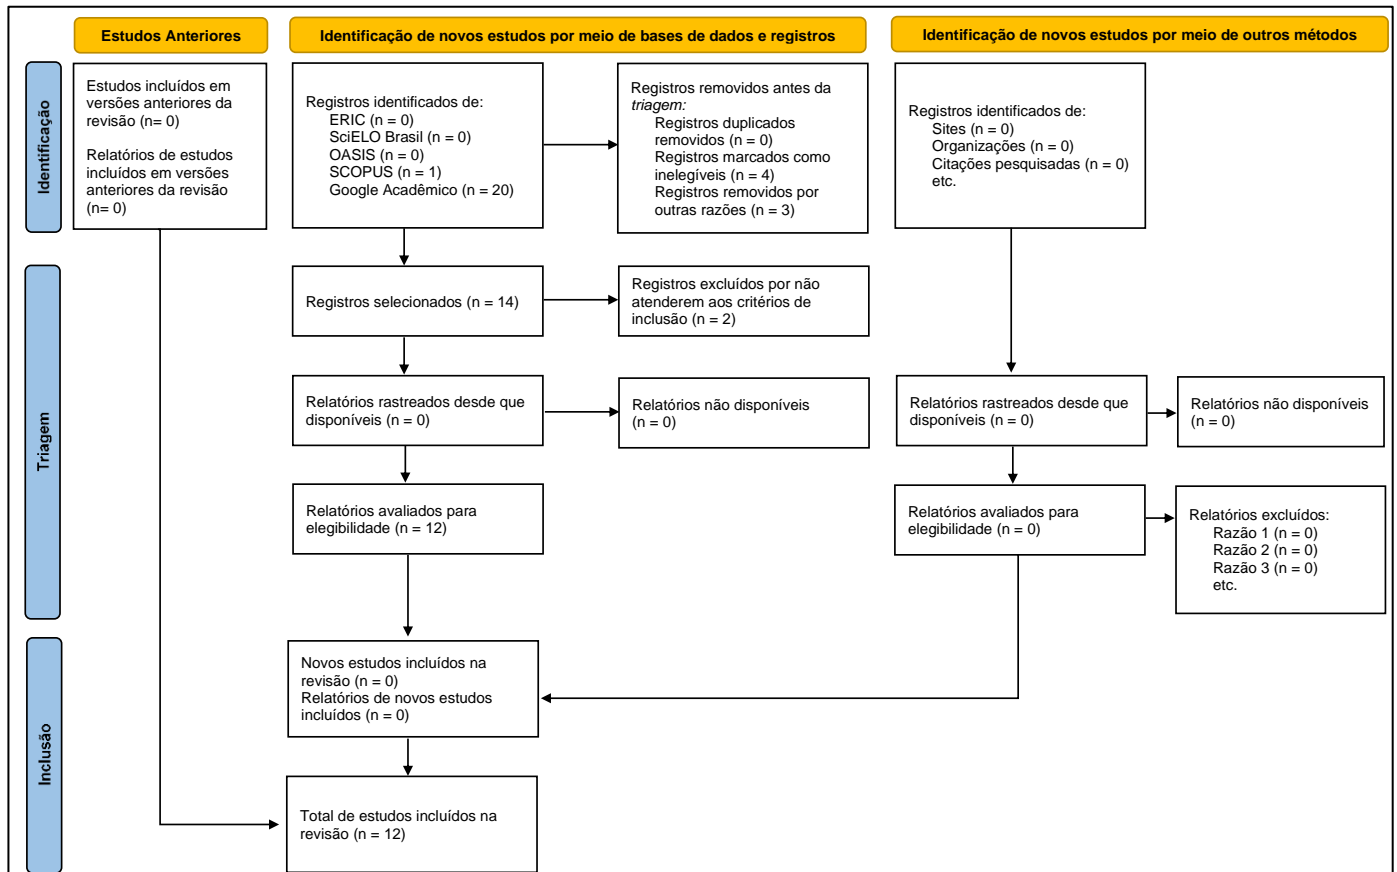 Estudos Anteriores
Identificação de novos estudos por meio de bases de dados e registros
Identificação de novos estudos por meio de outros métodos
Identificação
Estudos incluídos em
versões anteriores da
revisão (n= 0)
Relatórios de estudos
incluídos em versões
anteriores da revisão
(n= 0)
Registros identificados de:
ERIC (n = 0)
SciELO Brasil (n = 0)
OASIS (n = 0)
SCOPUS (n = 1)
Google Acadêmico (n = 20)
Registros removidos antes da
triagem:
Registros duplicados
removidos (n = 0)
Registros marcados como
inelegíveis (n = 4)
Registros removidos por
outras razões (n = 3)
Registros identificados de:
Sites (n = 0)
Organizações (n = 0)
Citações pesquisadas (n = 0)
etc.
Triagem
Registros selecionados (n = 14)
Registros excluídos por não
atenderem aos critérios de
inclusão (n = 2)
Relatórios rastreados desde que
disponíveis (n = 0)
Relatórios não disponíveis
(n = 0)
Relatórios rastreados desde que
disponíveis (n = 0)
Relatórios não disponíveis
(n = 0)
Relatórios avaliados para
elegibilidade (n = 12)
Relatórios avaliados para
elegibilidade (n = 0)
Relatórios excluídos:
Razão 1 (n = 0)
Razão 2 (n = 0)
Razão 3 (n = 0)
etc.
Inclusão
Novos estudos incluídos na
revisão (n = 0)
Relatórios de novos estudos
incluídos (n = 0)
Total de estudos incluídos na
revisão (n = 12)